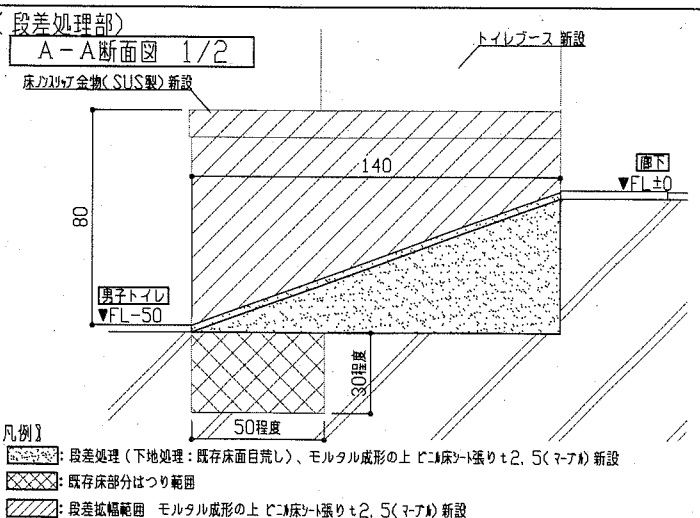 (段差処理部)
A-A断面図 1/2
トイレブース 新設
床ノンスリップ金物(SUS製)新設
140
廊下
▼FL±0
80
男子トイレ
▼FL-50
30程度
50程度
凡例】
:段差処理(下地処理:既存床面目荒し)、モルタル成形の上 ビニル床シート張りt2.5(マーブル)新設
:既存床部分はつり範囲
:段差拡幅範囲 モルタル成形の上 ビニル床シート張りt2.5(マーブル)新設